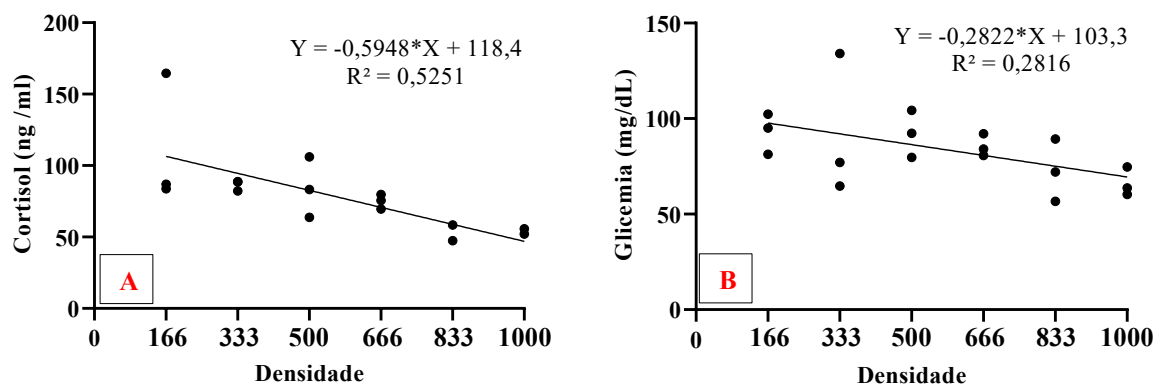 200
150
100
50
0
Cortisol (ng /ml)
Y = -0,5948*X + 118,4
R² = 0,5251
A
0 166 333 500 666 833 1000
Densidade
150
100
50
0
Glicemia (mg/dL)
Y = -0,2822*X + 103,3
R² = 0,2816
B
0 166 333 500 666 833 1000
Densidade